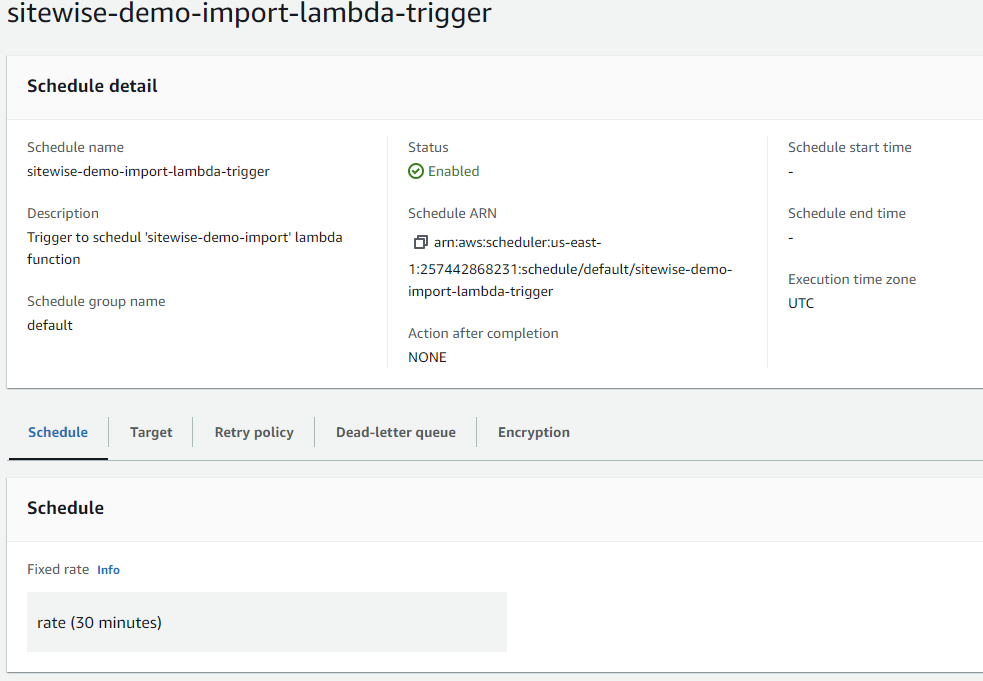 sitewise-demo-import-lambda-trigger
Schedule detail
Schedule name
sitewise-demo-import-lambda-trigger
Description
Trigger to schedul 'sitewise-demo-import' lambda
function
Schedule group name
default
Status
Enabled
Schedule ARN
arn:aws:scheduler:us-east-
1:257442868231:schedule/default/sitewise-demo-
import-lambda-trigger
Action after completion
NONE
Schedule start time
-
Schedule end time
-
Execution time zone
UTC
Schedule
Target
Retry policy
Dead-letter queue
Encryption
Schedule
Fixed rate Info
rate (30 minutes)